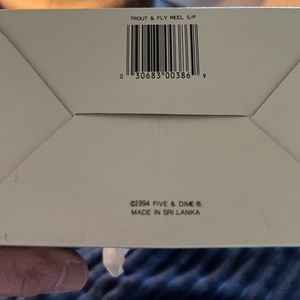 TROUT & FLY REEL S/P
0 30683 00386 9
©1994 FIVE & DIME®
MADE IN SRI LANKA